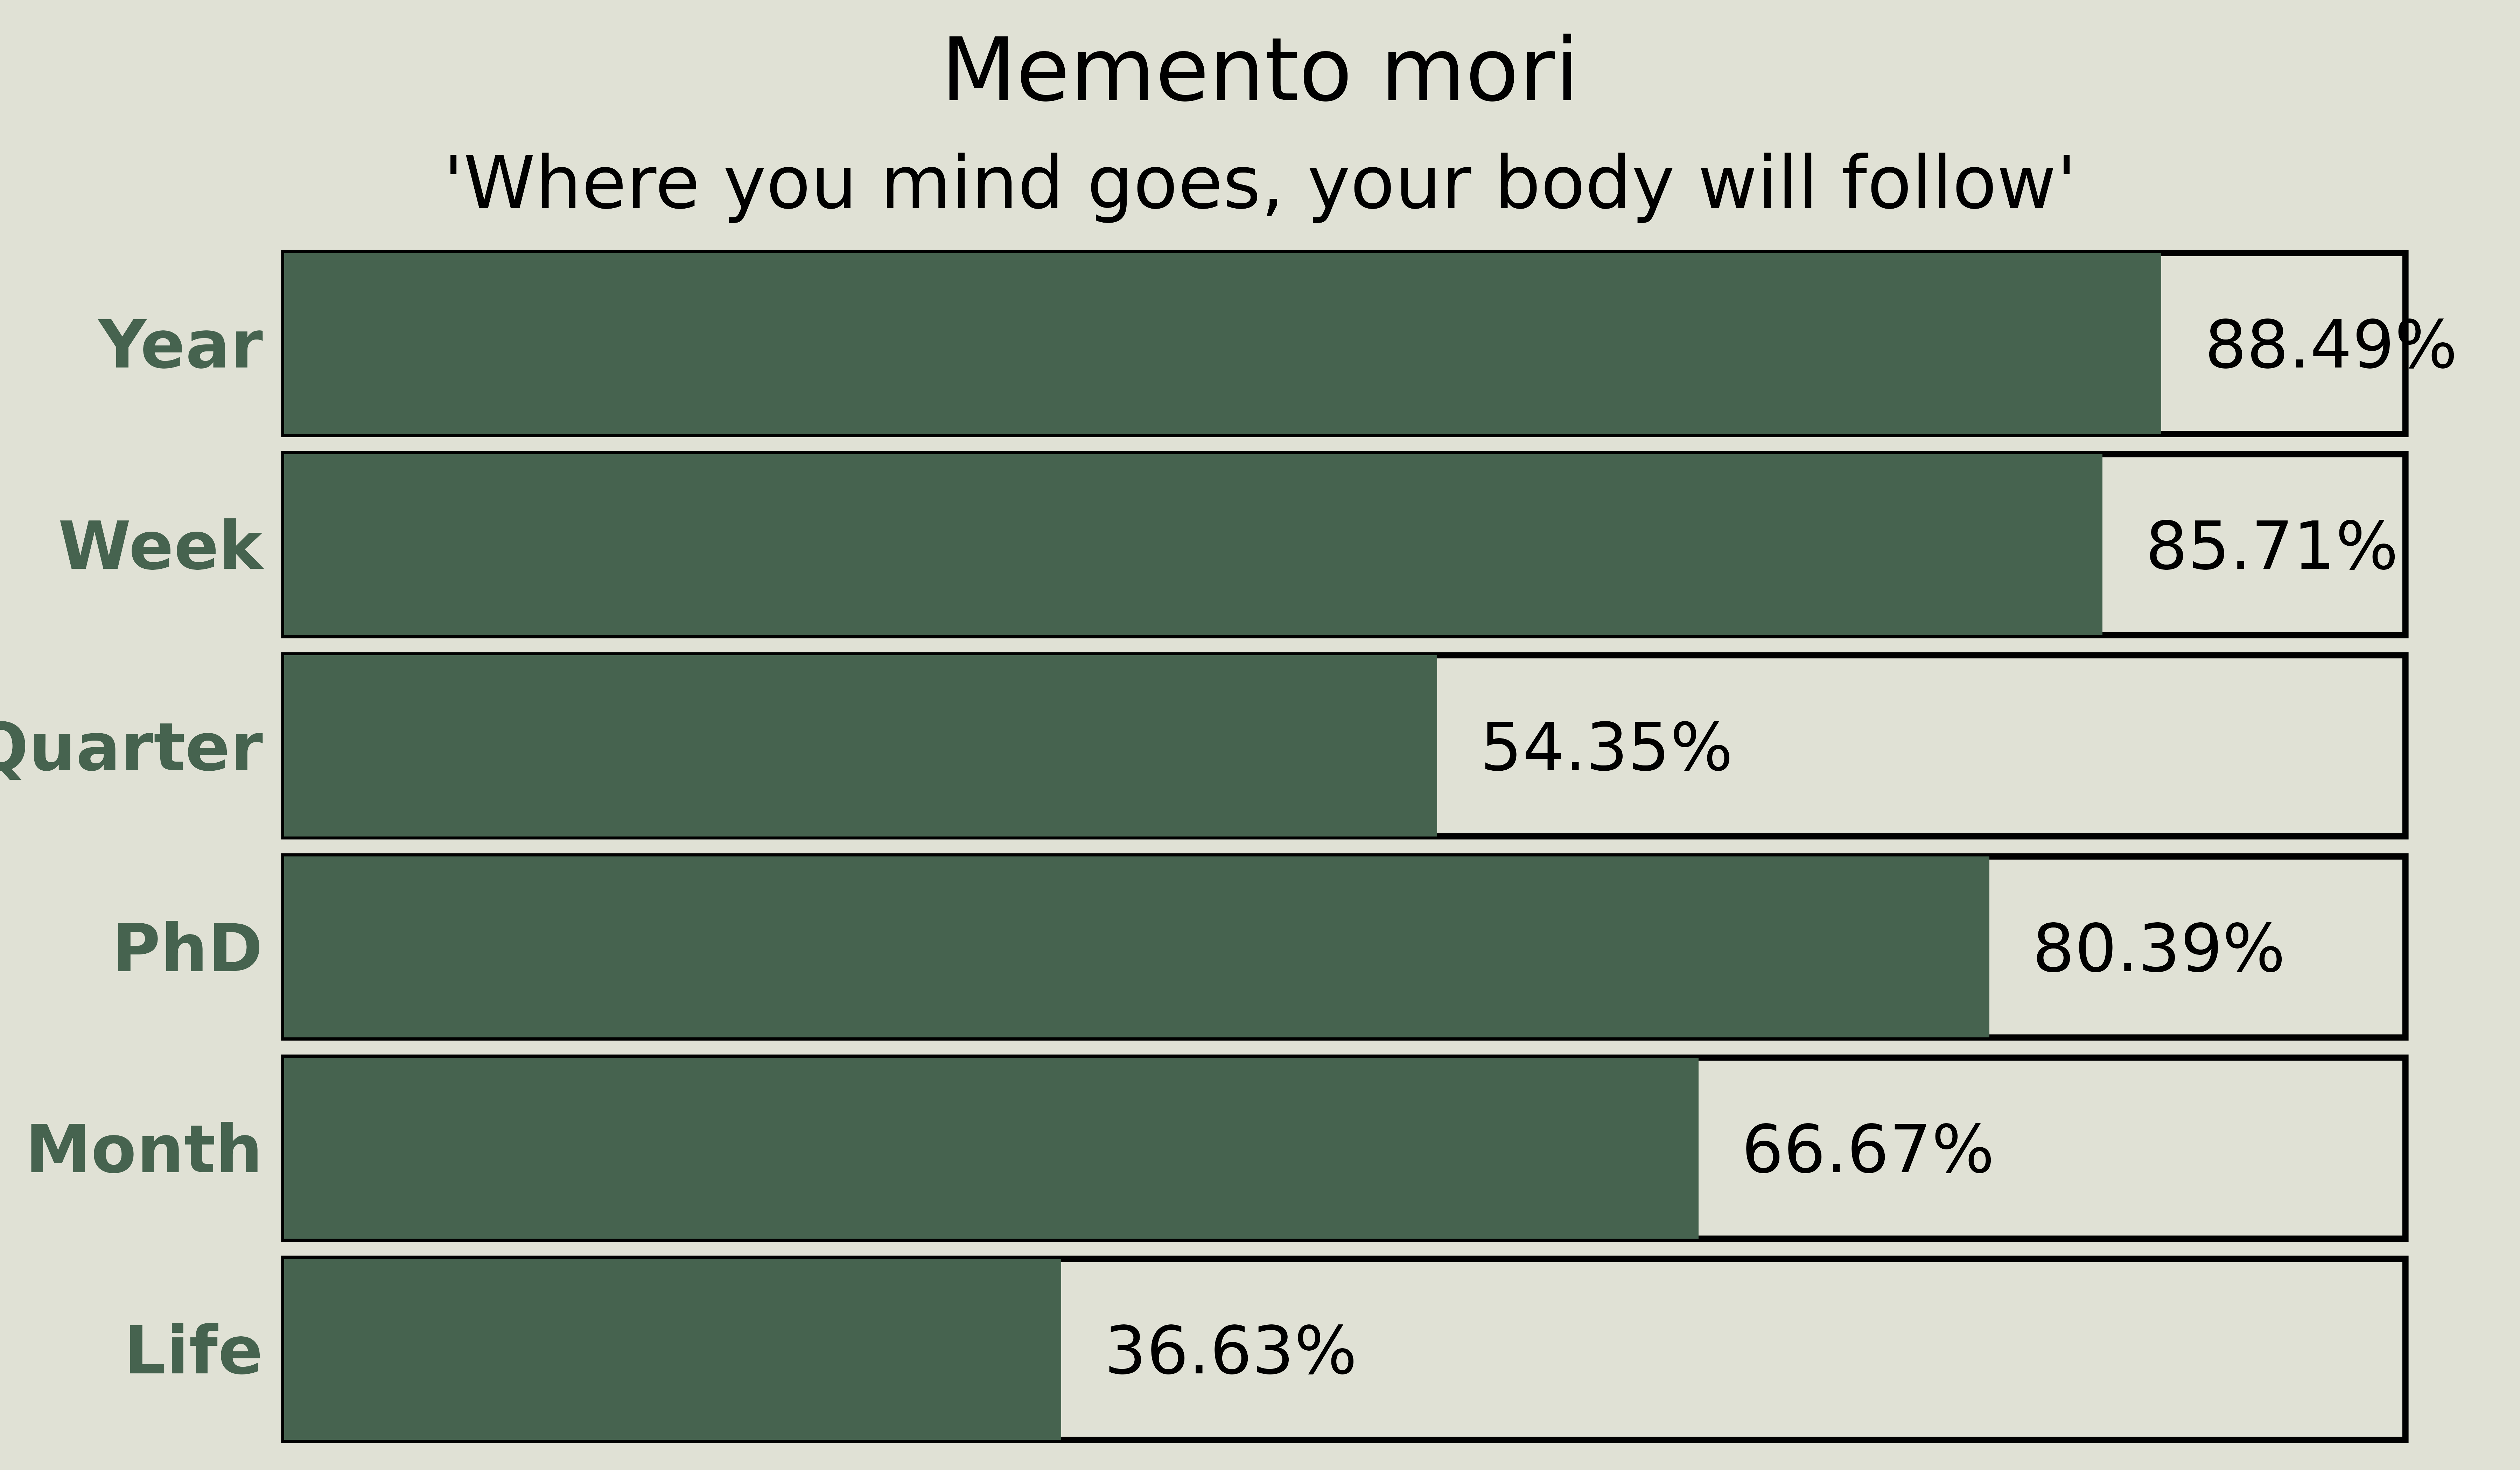 Memento mori
'Where you mind goes, your body will follow'
Year 88.49%
Week 85.71%
Quarter 54.35%
PhD 80.39%
Month 66.67%
Life 36.63%